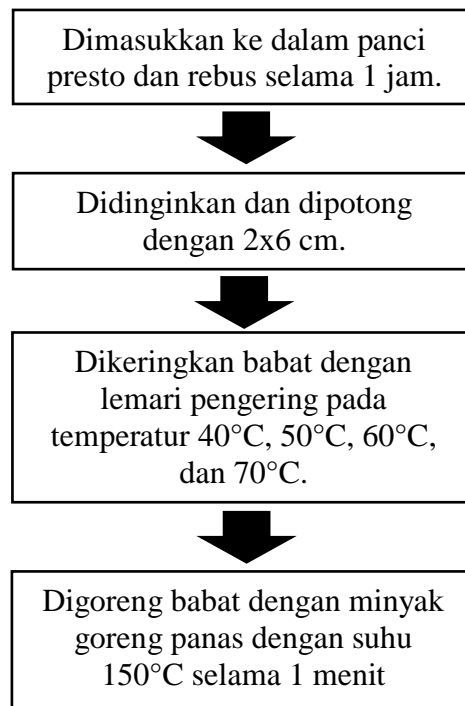 Dimasukkan ke dalam panci
presto dan rebus selama 1 jam.
Didinginkan dan dipotong
dengan 2x6 cm.
Dikeringkan babat dengan
lemari pengering pada
temperatur 40°C, 50°C, 60°C,
dan 70°C.
Digoreng babat dengan minyak
goreng panas dengan suhu
150°C selama 1 menit